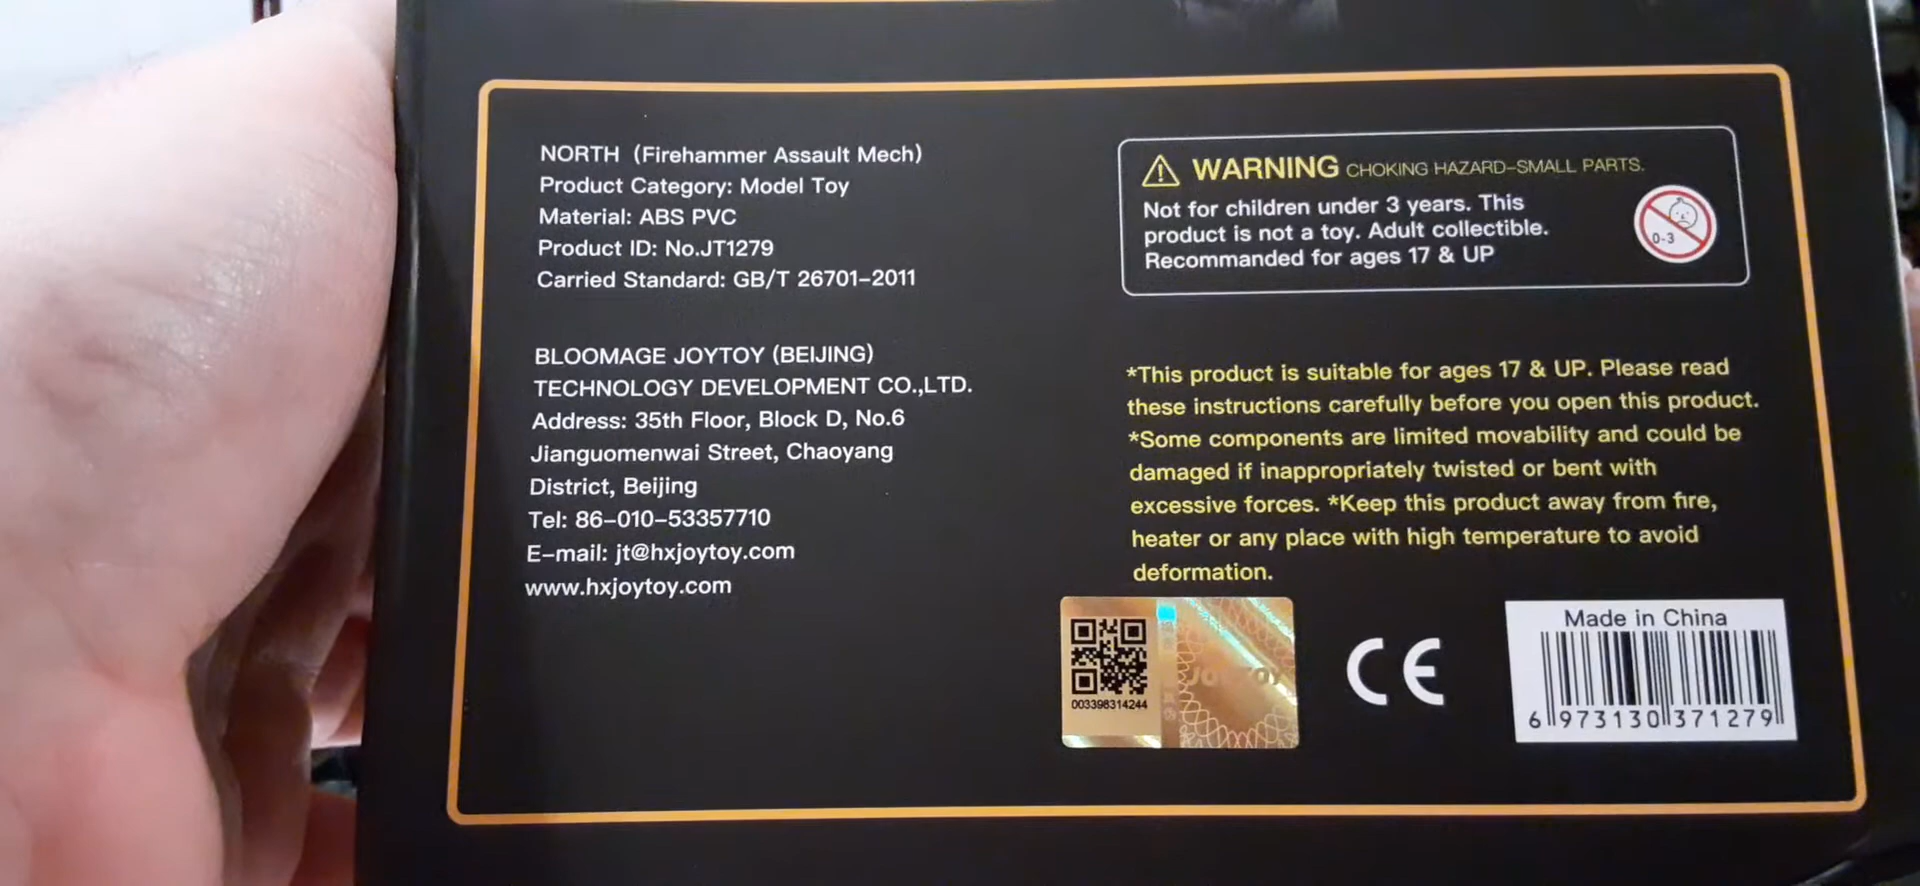 NORTH (Firehammer Assault Mech)
Product Category: Model Toy
Material: ABS PVC
Product ID: No.JT1279
Carried Standard: GB/T 26701-2011
BLOOMAGE JOYTOY (BEIJING)
TECHNOLOGY DEVELOPMENT CO.,LTD.
Address: 35th Floor, Block D, No.6
Jianguomenwai Street, Chaoyang
District, Beijing
Tel: 86-010-53357710
E-mail: jt@hxjoytoy.com
www.hxjoytoy.com
WARNING CHOKING HAZARD-SMALL PARTS.
Not for children under 3 years. This
product is not a toy. Adult collectible.
Recommanded for ages 17 & UP
0-3
*This product is suitable for ages 17 & UP. Please read
these instructions carefully before you open this product.
*Some components are limited movability and could be
damaged if inappropriately twisted or bent with
excessive forces. *Keep this product away from fire,
heater or any place with high temperature to avoid
deformation.
003398314244
CE
Made in China
6 973130 371279